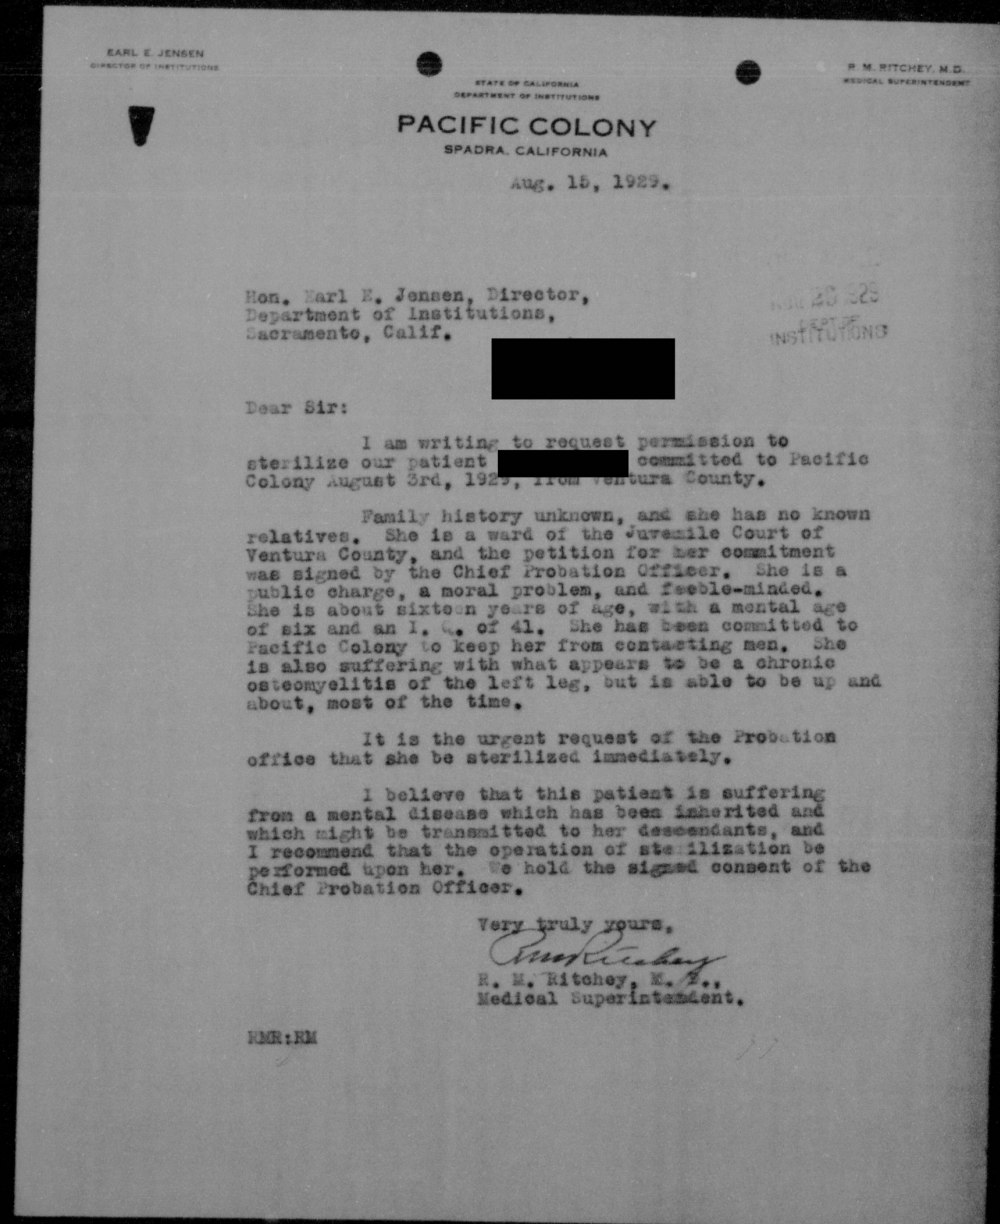 EARL E. JENSEN
DIRECTOR OF INSTITUTIONS
R. M. RITCHEY, M. D.
MEDICAL SUPERINTENDENT
STATE OF CALIFORNIA
DEPARTMENT OF INSTITUTIONS
PACIFIC COLONY
SPADRA, CALIFORNIA
Aug. 15, 1929.
Hon. Earl E. Jensen, Director,
Department of Institutions,
Sacramento, Calif.
DEPT OF
INSTITUTIONS
Dear Sir:
I am writing to request permission to
sterilize our patient committed to Pacific
Colony August 3rd, 1929, from Ventura County.
Family history unknown, and she has no known
relatives. She is a ward of the Juvenile Court of
Ventura County, and the petition for her commitment
was signed by the Chief Probation Officer. She is a
public charge, a moral problem, and feeble-minded.
She is about sixteen years of age, with a mental age
of six and an I. Q. of 41. She has been committed to
Pacific Colony to keep her from contacting men. She
is also suffering with what appears to be a chronic
osteomyelitis of the left leg, but is able to be up and
about, most of the time.
It is the urgent request of the Probation
office that she be sterilized immediately.
I believe that this patient is suffering
from a mental disease which has been inherited and
which might be transmitted to her descendants, and
I recommend that the operation of sterilization be
performed upon her. We hold the signed consent of the
Chief Probation Officer.
Very truly yours,
RM Ritchey
R. M. Ritchey, M. D.,
Medical Superintendent.
RMR:RM